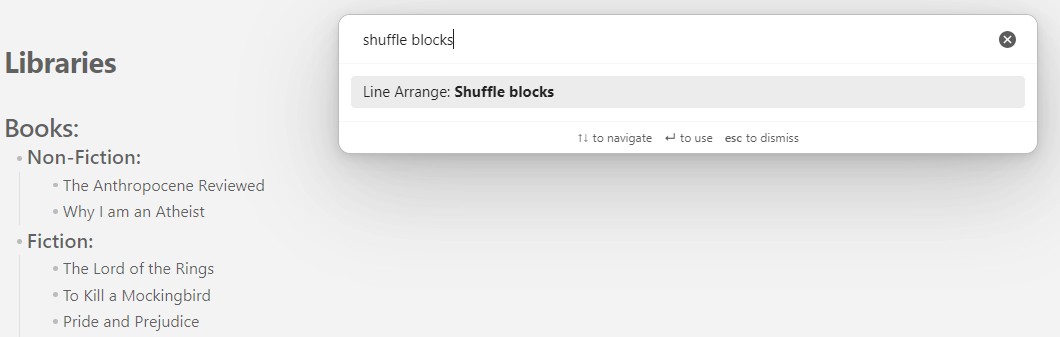 Libraries
Books:
Non-Fiction:
The Anthropocene Reviewed
Why I am an Atheist
Fiction:
The Lord of the Rings
To Kill a Mockingbird
Pride and Prejudice
shuffle blocks
Line Arrange: Shuffle blocks
↑↓ to navigate ↵ to use esc to dismiss